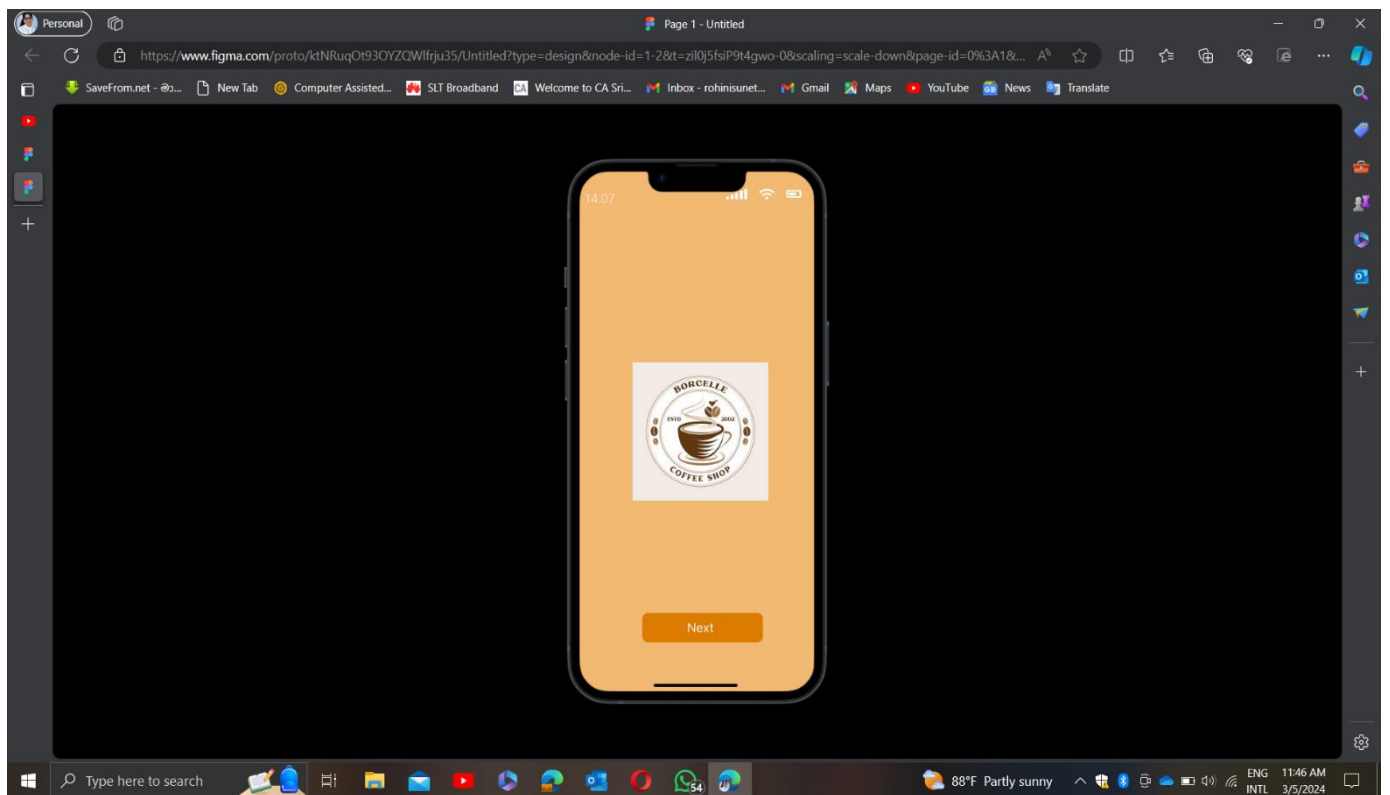 Personal
Page 1 - Untitled
https://www.figma.com/proto/ktNRuqOt93OYZQWlfrju35/Untitled?type=design&node-id=1-2&t=zil0j5fsiP9t4gwo-0&scaling=scale-down&page-id=0%3A1&...
SaveFrom.net - ... New Tab Computer Assisted... SLT Broadband CA Welcome to CA Sri... Inbox - rohinisunet... Gmail Maps YouTube News Translate
14.07
BORCELLE
ESTD 2002
COFFEE SHOP
Next
Type here to search
54
88°F Partly sunny
ENG 11:46 AM
INTL 3/5/2024